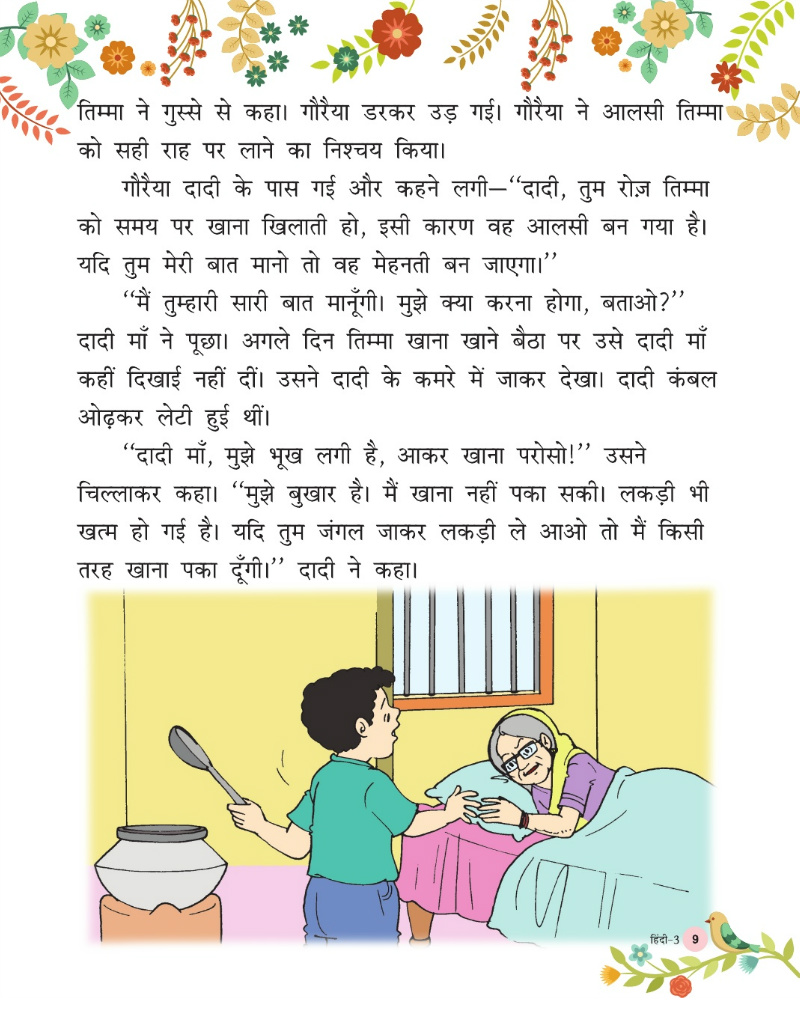 तिम्मा ने गुस्से से कहा। गौरैया डरकर उड़ गई। गौरैया ने आलसी तिम्मा
को सही राह पर लाने का निश्चय किया।
गौरैया दादी के पास गई और कहने लगी—‘‘दादी, तुम रोज़ तिम्मा
को समय पर खाना खिलाती हो, इसी कारण वह आलसी बन गया है।
यदि तुम मेरी बात मानो तो वह मेहनती बन जाएगा।’’
‘‘मैं तुम्हारी सारी बात मानूँगी। मुझे क्या करना होगा, बताओ?’’
दादी माँ ने पूछा। अगले दिन तिम्मा खाना खाने बैठा पर उसे दादी माँ
कहीं दिखाई नहीं दीं। उसने दादी के कमरे में जाकर देखा। दादी कंबल
ओढ़कर लेटी हुई थीं।
‘‘दादी माँ, मुझे भूख लगी है, आकर खाना परोसो!’’ उसने
चिल्लाकर कहा। ‘‘मुझे बुखार है। मैं खाना नहीं पका सकी। लकड़ी भी
खत्म हो गई है। यदि तुम जंगल जाकर लकड़ी ले आओ तो मैं किसी
तरह खाना पका दूँगी।’’ दादी ने कहा।
हिंदी-3 9